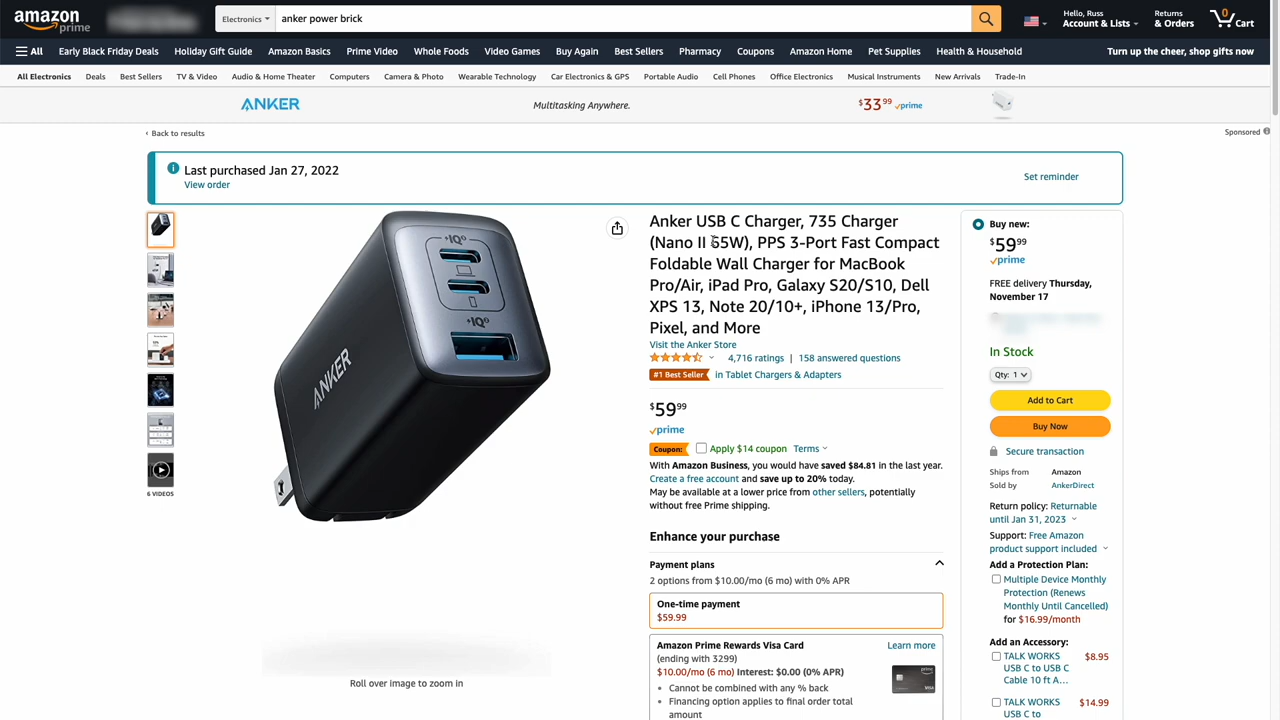 amazon
prime
Electronics
anker power brick
Hello, Russ
Account & Lists
Returns
& Orders
0
Cart
All
Early Black Friday Deals
Holiday Gift Guide
Amazon Basics
Prime Video
Whole Foods
Video Games
Buy Again
Best Sellers
Pharmacy
Coupons
Amazon Home
Pet Supplies
Health & Household
Turn up the cheer, shop gifts now
All Electronics
Deals
Best Sellers
TV & Video
Audio & Home Theater
Computers
Camera & Photo
Wearable Technology
Car Electronics & GPS
Portable Audio
Cell Phones
Office Electronics
Musical Instruments
New Arrivals
Trade-In
ANKER
Multitasking Anywhere.
$33.99 prime
‹ Back to results
Sponsored
Last purchased Jan 27, 2022
View order
Set reminder
IQ3
IQ3
ANKER
6 VIDEOS
Roll over image to zoom in
Anker USB C Charger, 735 Charger
(Nano II 65W), PPS 3-Port Fast Compact
Foldable Wall Charger for MacBook
Pro/Air, iPad Pro, Galaxy S20/S10, Dell
XPS 13, Note 20/10+, iPhone 13/Pro,
Pixel, and More
Visit the Anker Store
4,716 ratings | 158 answered questions
#1 Best Seller in Tablet Chargers & Adapters
$59.99
prime
Coupon: Apply $14 coupon Terms
With Amazon Business, you would have saved $84.81 in the last year.
Create a free account and save up to 20% today.
May be available at a lower price from other sellers, potentially
without free Prime shipping.
Enhance your purchase
Payment plans
2 options from $10.00/mo (6 mo) with 0% APR
One-time payment
$59.99
Amazon Prime Rewards Visa Card
Learn more
(ending with 3299)
$10.00/mo (6 mo) Interest: $0.00 (0% APR)
• Cannot be combined with any % back
• Financing option applies to final order total
amount
prime
VISA
Buy new:
$59.99
prime
FREE delivery Thursday,
November 17
In Stock
Qty: 1
Add to Cart
Buy Now
Secure transaction
Ships from Amazon
Sold by AnkerDirect
Return policy: Returnable
until Jan 31, 2023
Support: Free Amazon
product support included
Add a Protection Plan:
Multiple Device Monthly
Protection (Renews
Monthly Until Cancelled)
for $16.99/month
Add an Accessory:
TALK WORKS $8.95
USB C to USB C
Cable 10 ft A...
TALK WORKS $14.99
USB C to